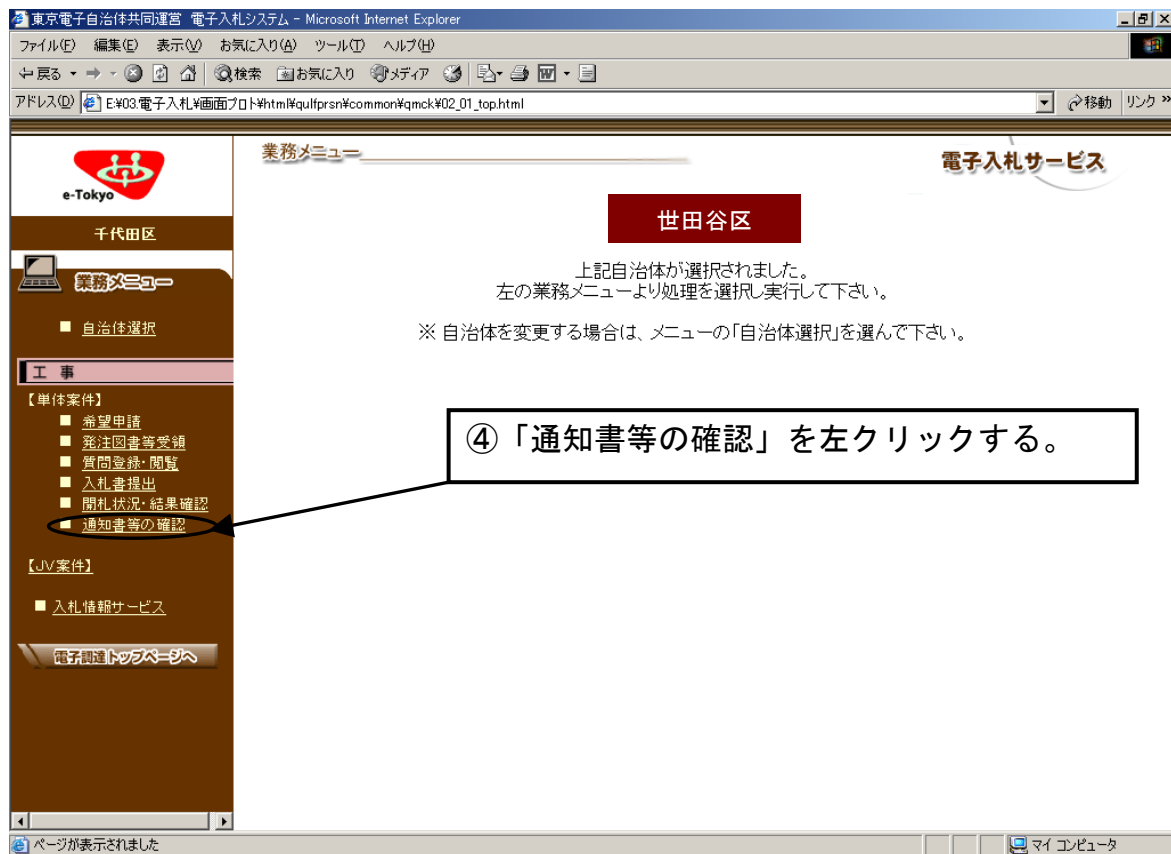 東京電子自治体共同運営 電子入札システム - Microsoft Internet Explorer
ファイル(F) 編集(E) 表示(V) お気に入り(A) ツール(T) ヘルプ(H)
戻る 検索 お気に入り メディア
アドレス(D) E:¥03.電子入札¥画面プロト¥html¥qulfprsn¥common¥qmck¥02_01_top.html 移動 リンク »
e-Tokyo
千代田区
業務メニュー
■ 自治体選択
工 事
【単体案件】
■ 希望申請
■ 発注図書等受領
■ 質問登録・閲覧
■ 入札書提出
■ 開札状況・結果確認
■ 通知書等の確認
【JV案件】
■ 入札情報サービス
電子調達トップページへ
業務メニュー
電子入札サービス
世田谷区
上記自治体が選択されました。
左の業務メニューより処理を選択し実行して下さい。
※ 自治体を変更する場合は、メニューの「自治体選択」を選んで下さい。
④「通知書等の確認」を左クリックする。
ページが表示されました マイ コンピュータ